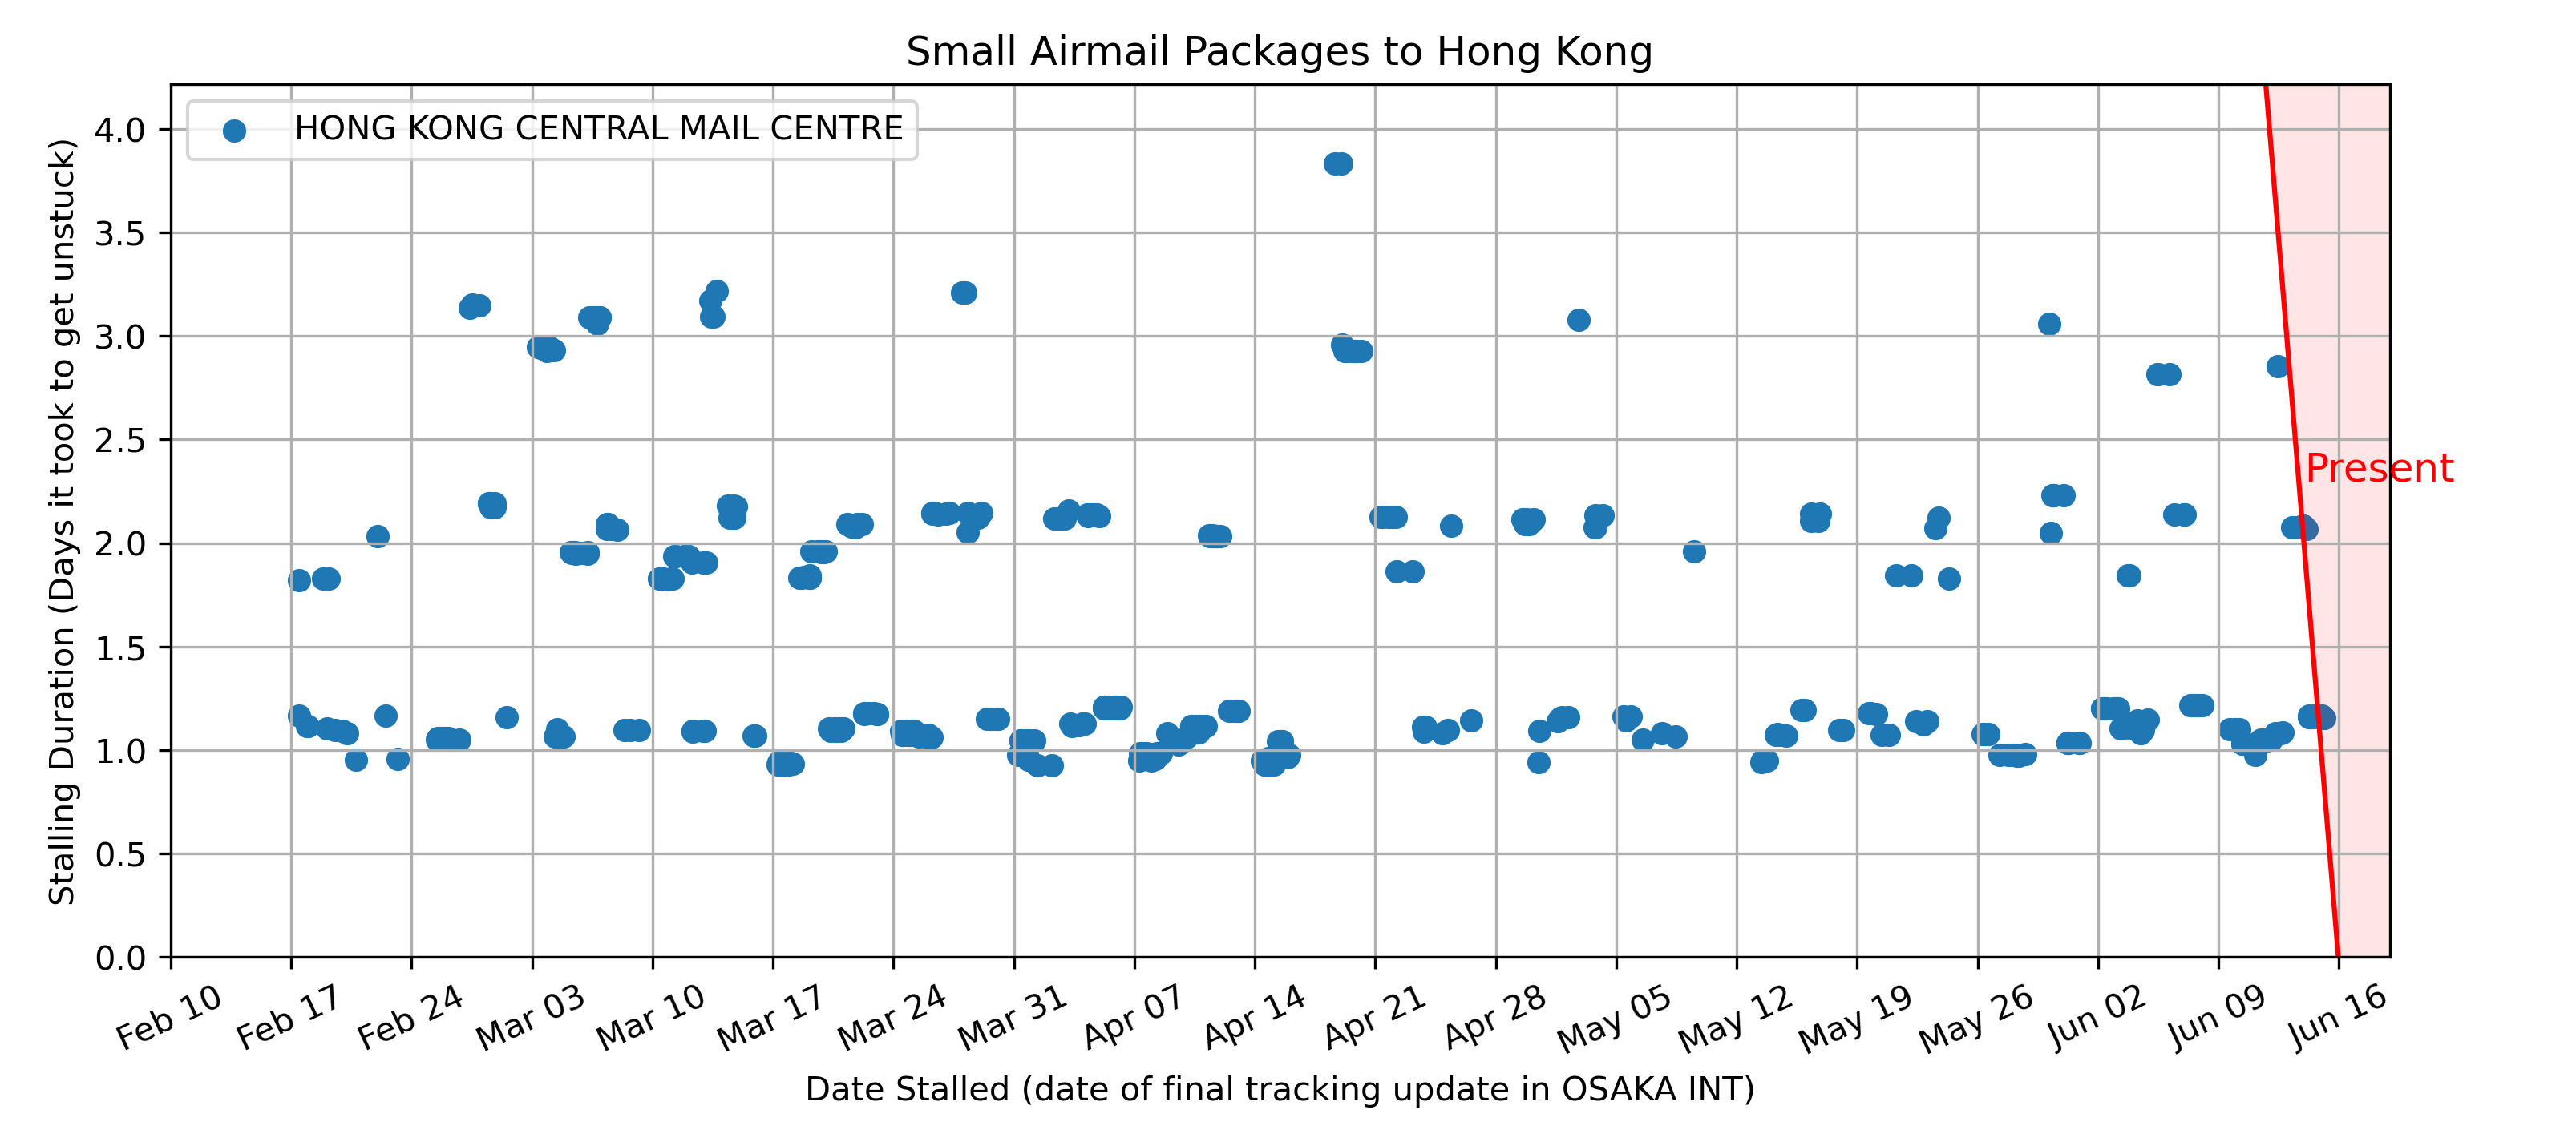 Small Airmail Packages to Hong Kong
HONG KONG CENTRAL MAIL CENTRE
Stalling Duration (Days it took to get unstuck)
4.0
3.5
3.0
2.5
2.0
1.5
1.0
0.5
0.0
Present
Feb 10
Feb 17
Feb 24
Mar 03
Mar 10
Mar 17
Mar 24
Mar 31
Apr 07
Apr 14
Apr 21
Apr 28
May 05
May 12
May 19
May 26
Jun 02
Jun 09
Jun 16
Date Stalled (date of final tracking update in OSAKA INT)